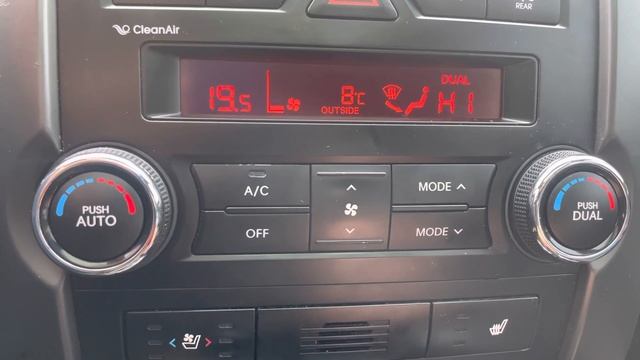 REAR
CleanAir
19.5 8°C OUTSIDE DUAL HI
PUSH AUTO
A/C
OFF
MODE
MODE
PUSH DUAL